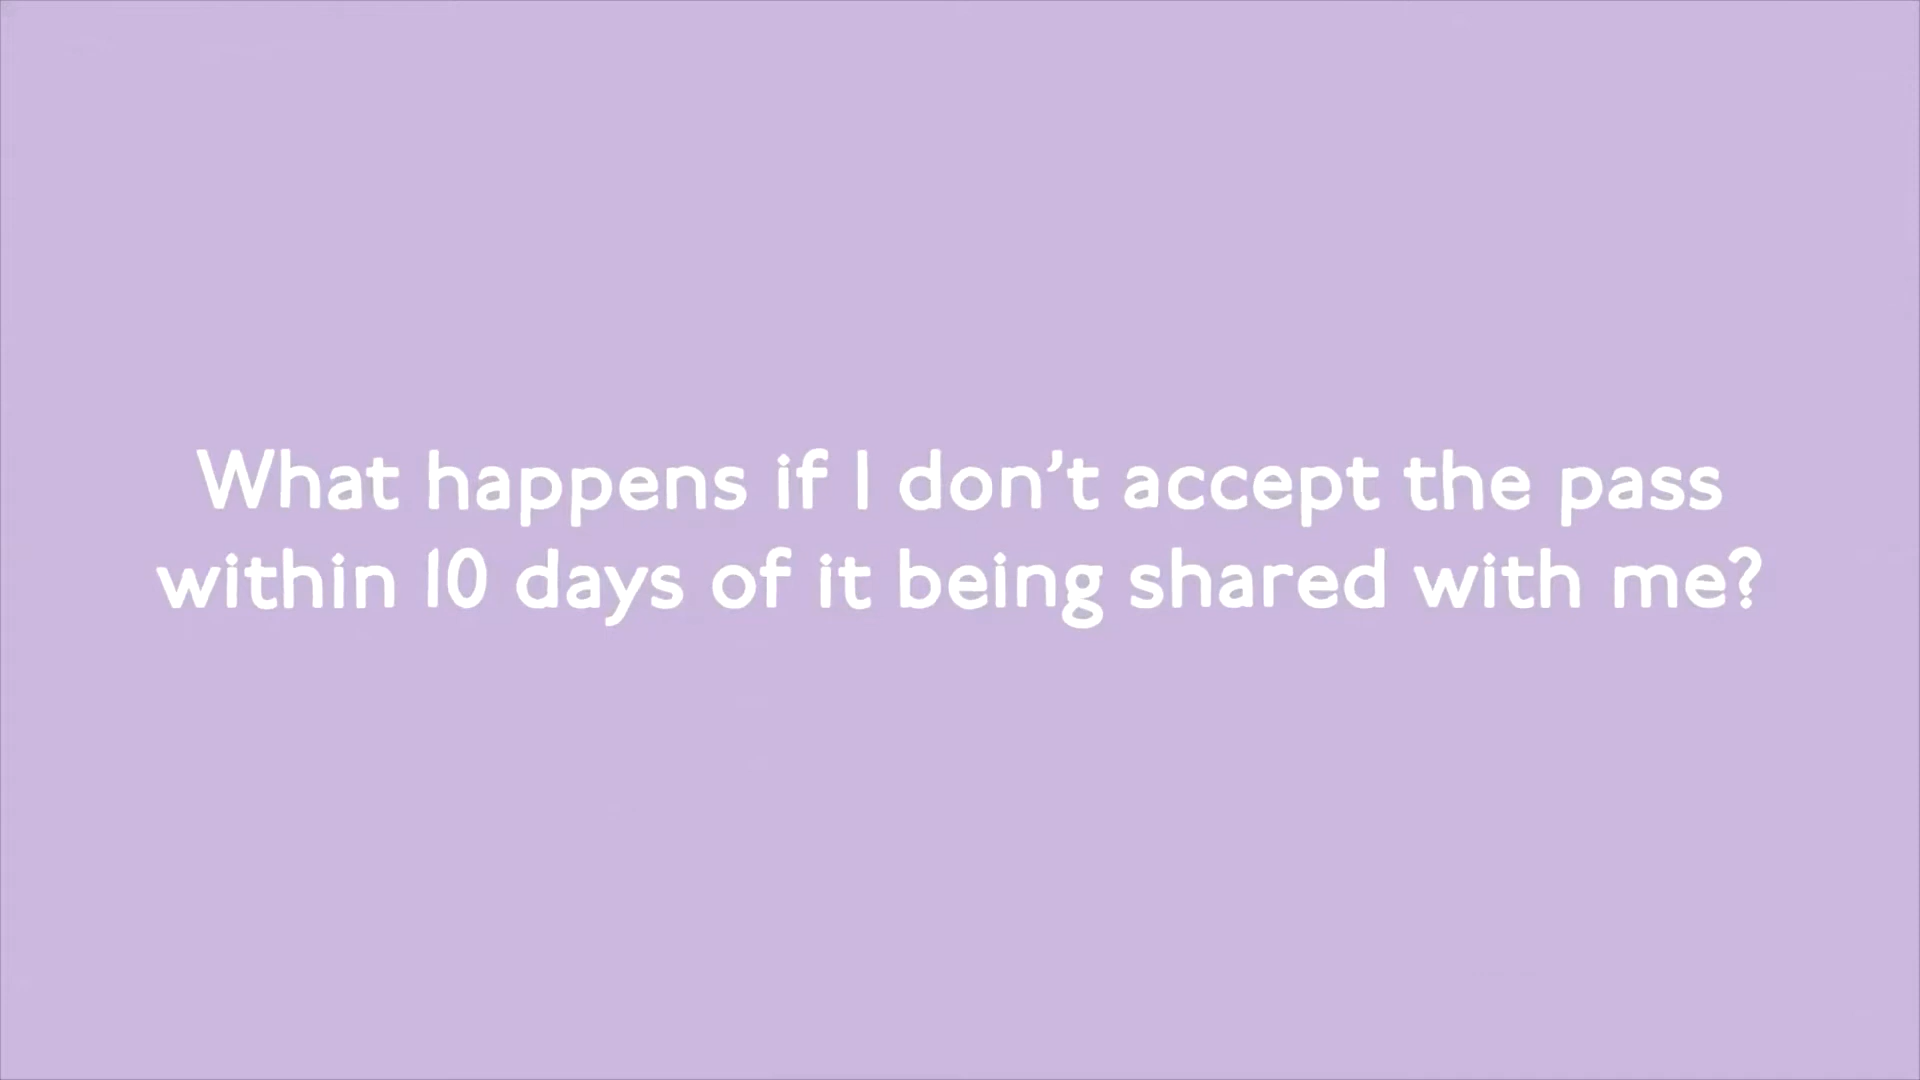 What happens if I don’t accept the pass
within 10 days of it being shared with me?